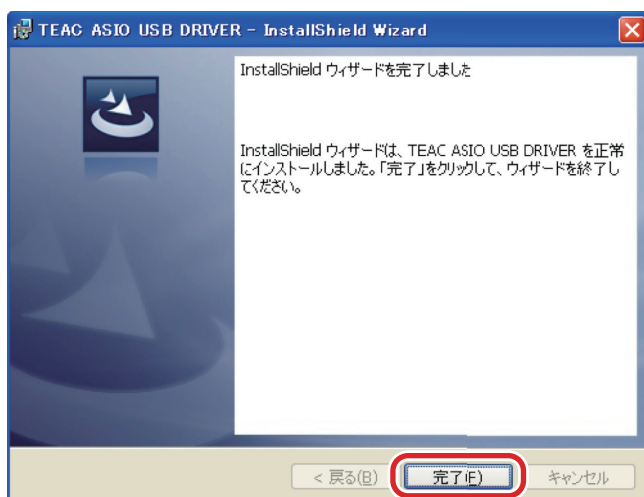 TEAC ASIO USB DRIVER - InstallShield Wizard
InstallShield ウィザードを完了しました
InstallShield ウィザードは、TEAC ASIO USB DRIVER を正常
にインストールしました。「完了」をクリックして、ウィザードを終了し
てください。
< 戻る(B)
完了(F)
キャンセル